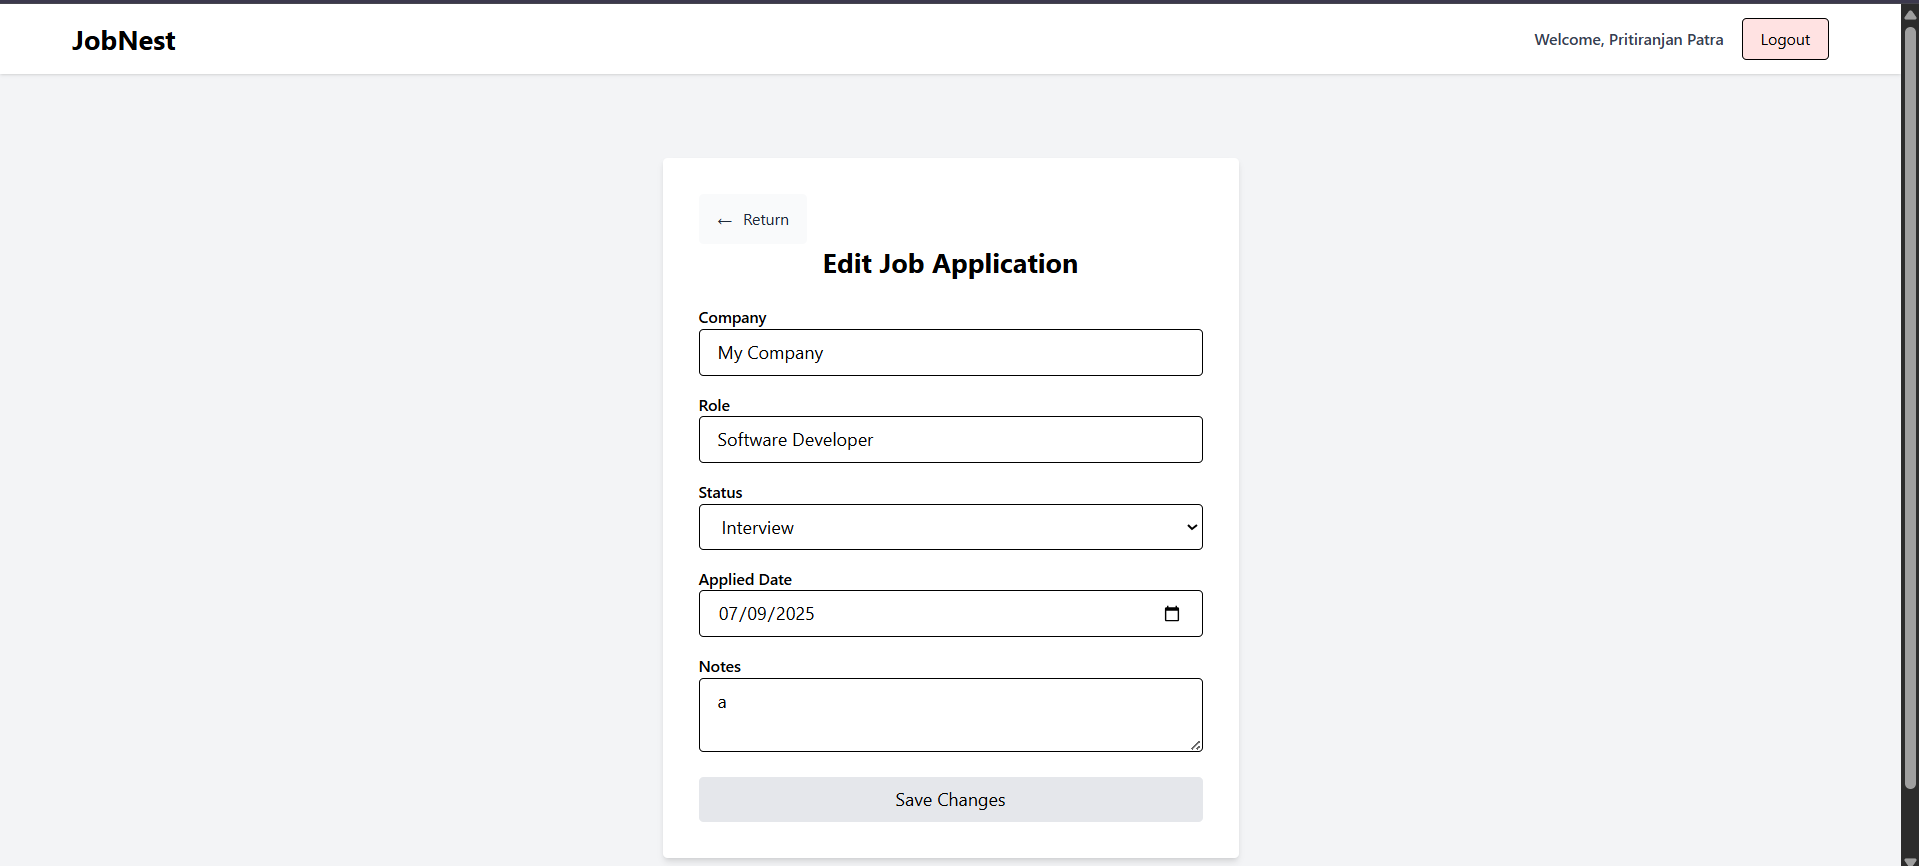 JobNest
Welcome, Pritiranjan Patra
Logout
← Return
Edit Job Application
Company
My Company
Role
Software Developer
Status
Interview
Applied Date
07/09/2025
Notes
a
Save Changes